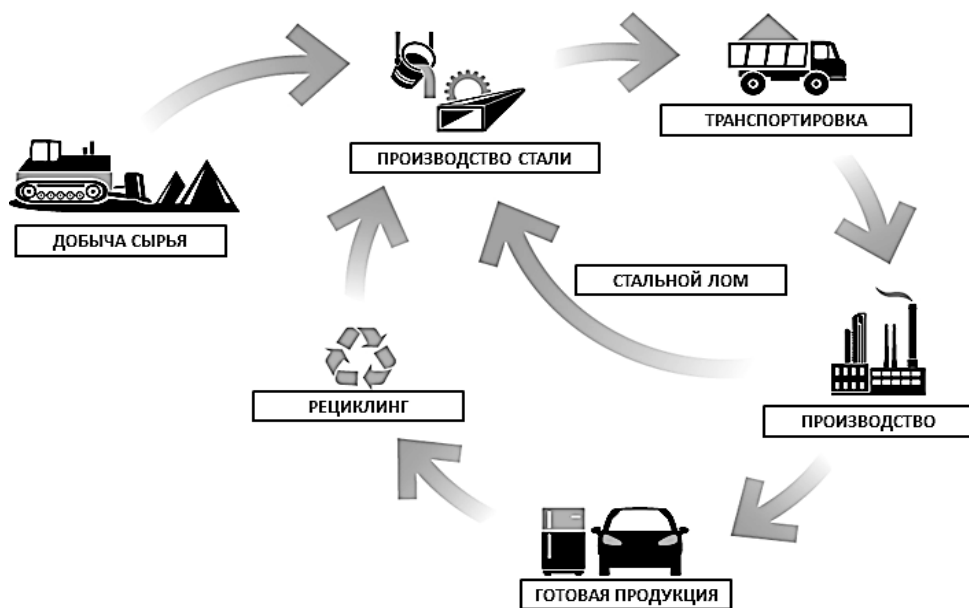 ТРАНСПОРТИРОВКА
ПРОИЗВОДСТВО СТАЛИ
ДОБЫЧА СЫРЬЯ
СТАЛЬНОЙ ЛОМ
РЕЦИКЛИНГ
ПРОИЗВОДСТВО
ГОТОВАЯ ПРОДУКЦИЯ